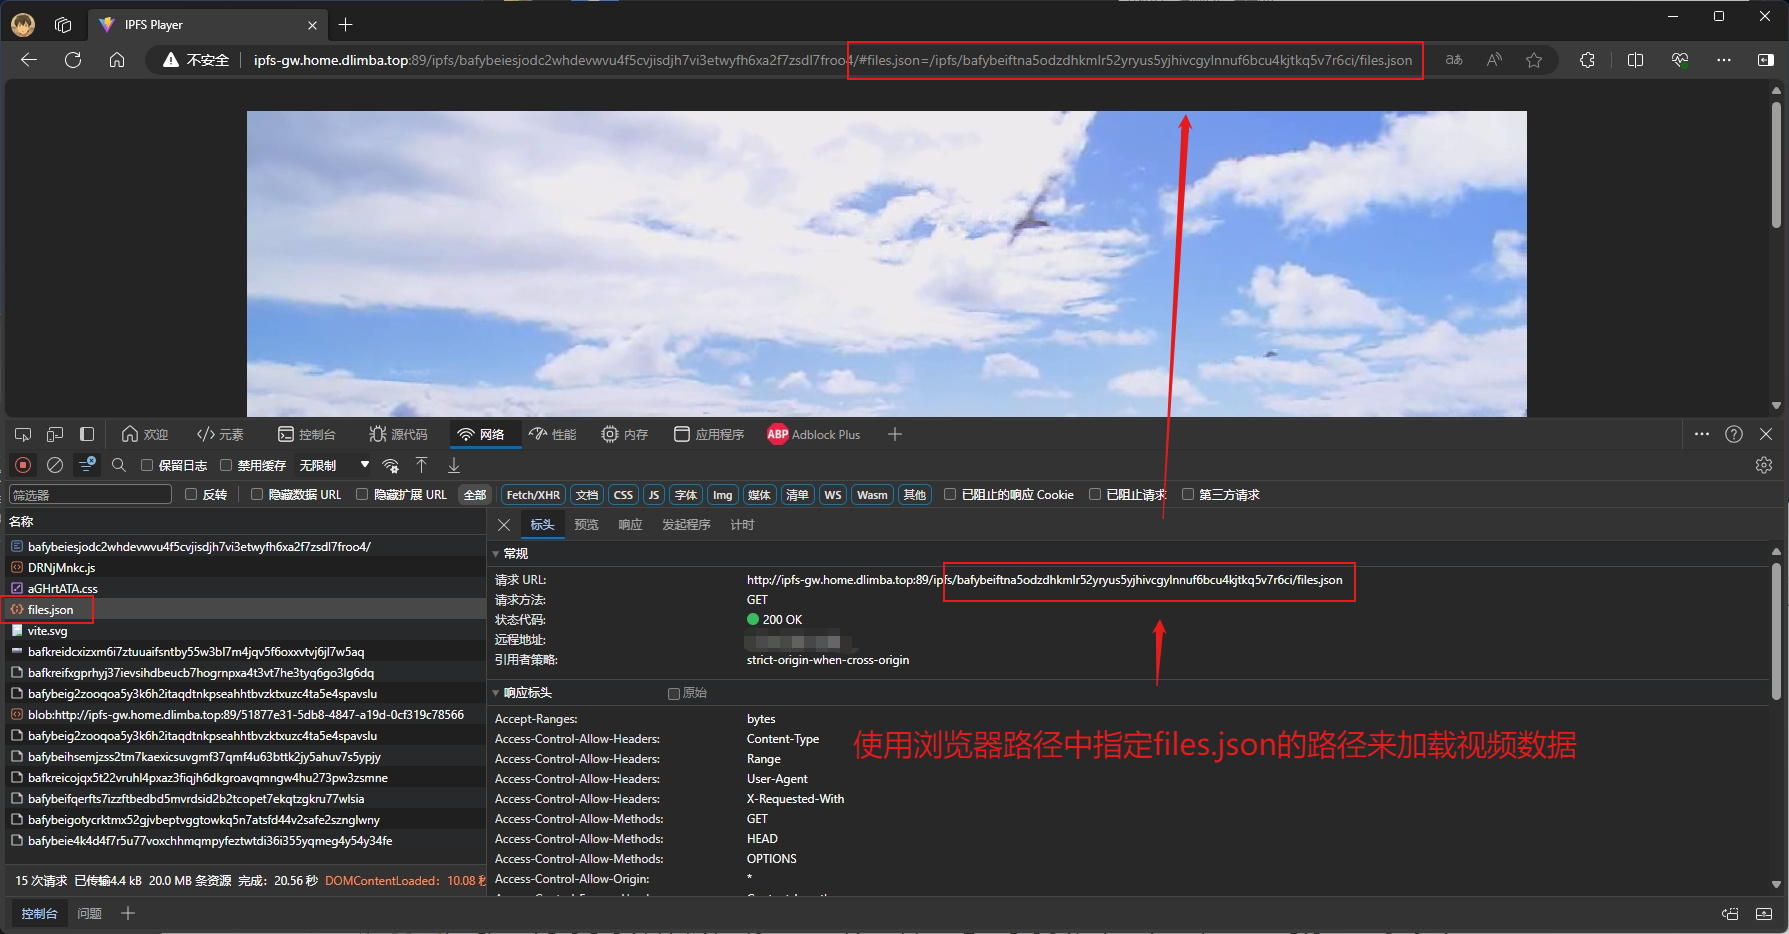 IPFS Player
不安全
ipfs-gw.home.dlimba.top:89/ipfs/bafybeiesjodc2whdevwvu4f5cvjisdjh7vi3etwyfh6xa2f7zsdl7froo4/#files.json=/ipfs/bafybeiftna5odzdhkmlr52yryus5yjhivcgylnnuf6bcu4kjtkq5v7r6ci/files.json
aあ
欢迎 元素 控制台 源代码 网络 性能 内存 应用程序 ABP Adblock Plus
保留日志 禁用缓存 无限制
筛选器 反转 隐藏数据 URL 隐藏扩展 URL 全部 Fetch/XHR 文档 CSS JS 字体 Img 媒体 清单 WS Wasm 其他 已阻止的响应 Cookie 已阻止请求 第三方请求
名称
bafybeiesjodc2whdevwvu4f5cvjisdjh7vi3etwyfh6xa2f7zsdl7froo4/
DRNjMnkc.js
aGHrtATA.css
files.json
vite.svg
bafkreidcxizxm6i7ztuuaifsntby55w3bl7m4jqv5f6oxxvtvj6jl7w5aq
bafkreifxgprhyj37ievsihdbeucb7hogrnpxa4t3vt7he3tyq6go3lg6dq
bafybeig2zooqoa5y3k6h2itaqdtnkpseahhtbvzktxuzc4ta5e4spavslu
blob:http://ipfs-gw.home.dlimba.top:89/51877e31-5db8-4847-a19d-0cf319c78566
bafybeig2zooqoa5y3k6h2itaqdtnkpseahhtbvzktxuzc4ta5e4spavslu
bafybeihsemjzss2tm7kaexicsuvgmf37qmf4u63bttk2jy5ahuv7s5ypjy
bafkreicojqx5t22vruhl4pxaz3fiqjh6dkgroavqmngw4hu273pw3zsmne
bafybeifqerfts7izzftbedbd5mvrdsid2b2tcopet7ekqtzgkru77wlsia
bafybeigotycrktmx52gjvbeptvggtowkq5n7atsfd44v2safe2sznglwny
bafybeie4k4d4f7r5u77voxchhmqmpyfeztwtdi36i355yqmeg4y54y34fe
15 次请求 已传输4.4 kB 20.0 MB 条资源 完成: 20.56 秒 DOMContentLoaded: 10.08 秒
标头 预览 响应 发起程序 计时
常规
请求 URL: http://ipfs-gw.home.dlimba.top:89/ipfs/bafybeiftna5odzdhkmlr52yryus5yjhivcgylnnuf6bcu4kjtkq5v7r6ci/files.json
请求方法: GET
状态代码: 200 OK
远程地址:
引用者策略: strict-origin-when-cross-origin
响应标头 原始
Accept-Ranges: bytes
Access-Control-Allow-Headers: Content-Type
Access-Control-Allow-Headers: Range
Access-Control-Allow-Headers: User-Agent
Access-Control-Allow-Headers: X-Requested-With
Access-Control-Allow-Methods: GET
Access-Control-Allow-Methods: HEAD
Access-Control-Allow-Methods: OPTIONS
Access-Control-Allow-Origin: *
使用浏览器路径中指定files.json的路径来加载视频数据
控制台 问题